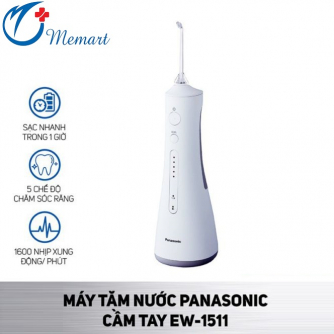 Memart
SẠC NHANH
TRONG 1 GIỜ
5 CHẾ ĐỘ
CHĂM SÓC RĂNG
1600 NHỊP XUNG
ĐỘNG/ PHÚT
Panasonic
MÁY TĂM NƯỚC PANASONIC
CẦM TAY EW-1511